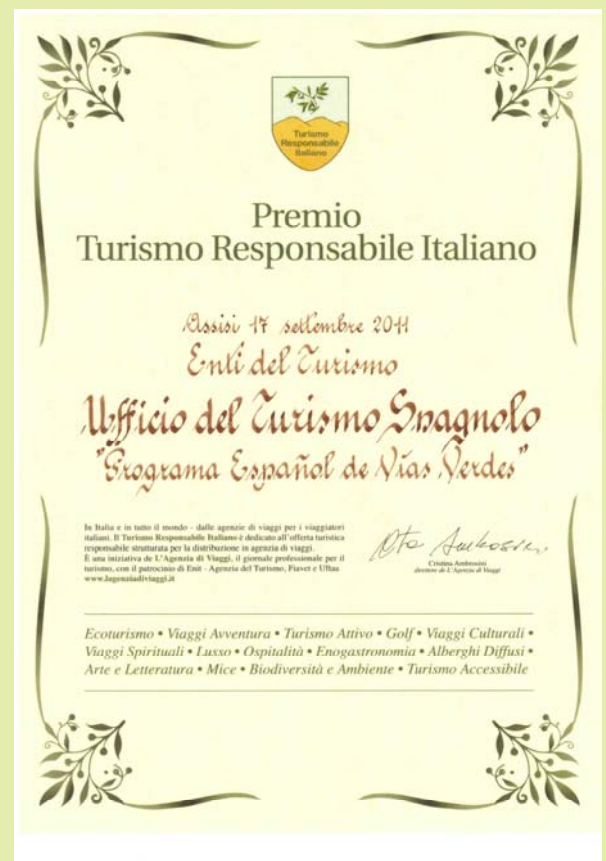 Turismo
Responsabile
Italiano
Premio
Turismo Responsabile Italiano
Assisi 17 settembre 2011
Enti del Turismo
Ufficio del Turismo Spagnolo
"Programa Español de Vías Verdes"
In Italia e in tutto il mondo - dalle agenzie di viaggi per i viaggiatori
italiani. Il Turismo Responsabile Italiano è dedicato all'offerta turistica
responsabile strutturata per la distribuzione in agenzia di viaggi.
È una iniziativa de L'Agenzia di Viaggi, il giornale professionale per il
turismo, con il patrocinio di Enit - Agenzia del Turismo, Fiavet e Uftaa
www.lagenziadiviaggi.it
Cristina Ambrosini
direttore de L'Agenzia di Viaggi
Ecoturismo • Viaggi Avventura • Turismo Attivo • Golf • Viaggi Culturali •
Viaggi Spirituali • Lusso • Ospitalità • Enogastronomia • Alberghi Diffusi •
Arte e Letteratura • Mice • Biodiversità e Ambiente • Turismo Accessibile